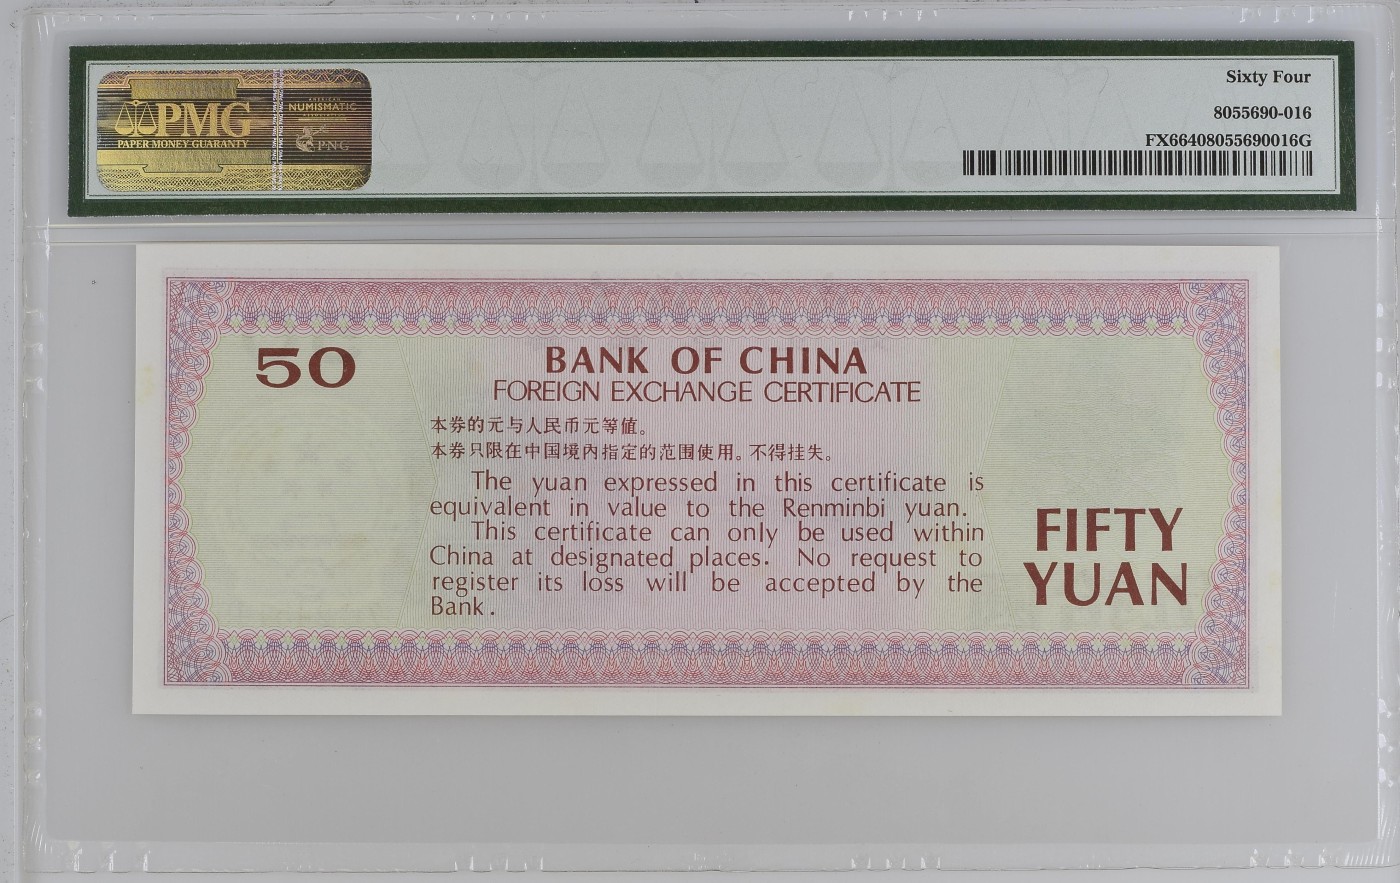 Sixty Four
8055690-016
FX66408055690016G
PMG
PAPER MONEY GUARANTY
AMERICAN
NUMISMATIC
PNG
50
BANK OF CHINA
FOREIGN EXCHANGE CERTIFICATE
本券的元与人民币元等値。
本券只限在中国境內指定的范围使用。不得挂失。
The yuan expressed in this certificate is
equivalent in value to the Renminbi yuan.
This certificate can only be used within
China at designated places. No request to
register its loss will be accepted by the
Bank.
FIFTY
YUAN